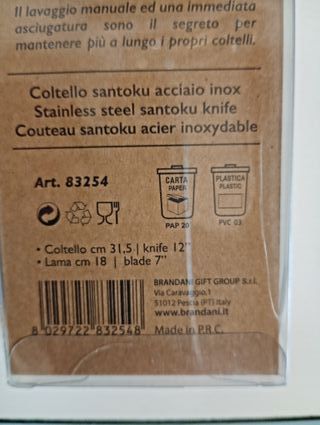 Il lavaggio manuale ed una immediata
asciugatura sono il segreto per
mantenere più a lungo i propri coltelli.
Coltello santoku acciaio inox
Stainless steel santoku knife
Couteau santoku acier inoxydable
Art. 83254
CARTA
PAPER
PAP 20
PLASTICA
PLASTIC
PVC 03
• Coltello cm 31,5 | knife 12"
• Lama cm 18 | blade 7"
BRANDANI GIFT GROUP S.r.l.
Via Caravaggio,1
51012 Pescia (PT) Italy
www.brandani.it
8 029722 832548
Made in P.R.C.